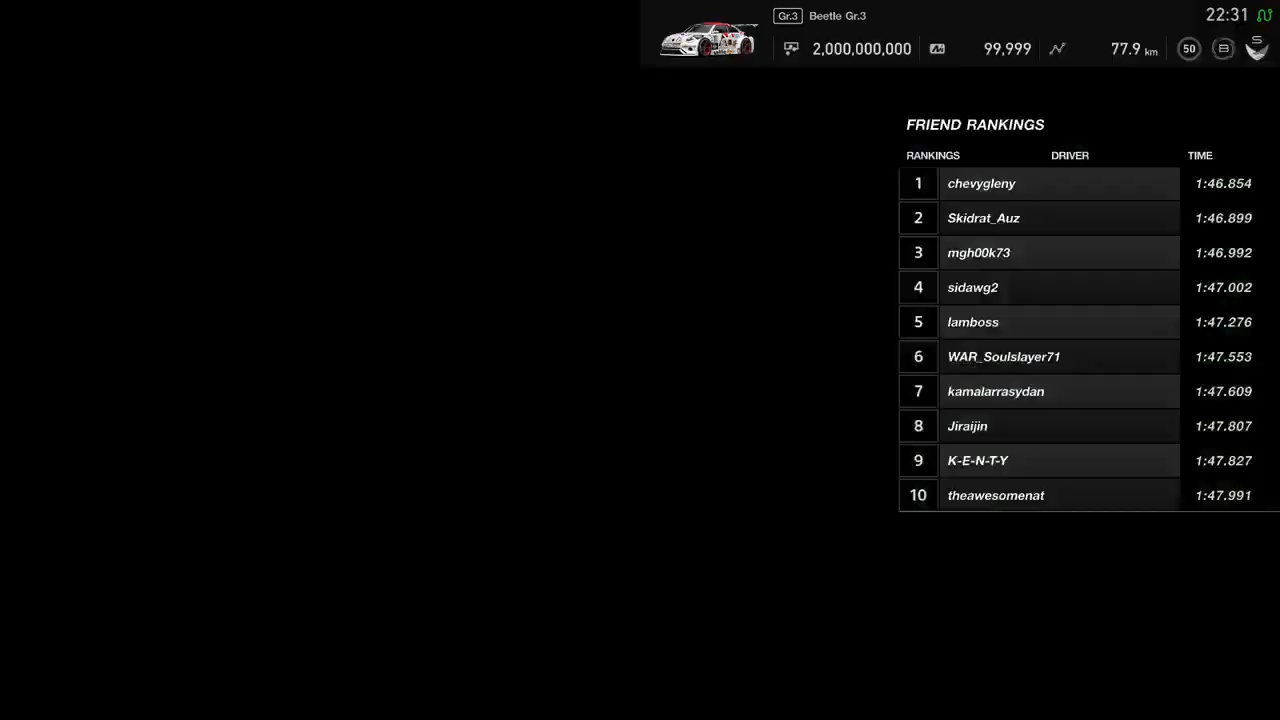 Gr.3 Beetle Gr.3 22:31
2,000,000,000 99,999 77.9 km 50 B S
FRIEND RANKINGS
RANKINGS DRIVER TIME
1 chevygleny 1:46.854
2 Skidrat_Auz 1:46.899
3 mgh00k73 1:46.992
4 sidawg2 1:47.002
5 lamboss 1:47.276
6 WAR_Soulslayer71 1:47.553
7 kamalarrasydan 1:47.609
8 Jiraijin 1:47.807
9 K-E-N-T-Y 1:47.827
10 theawesomenat 1:47.991